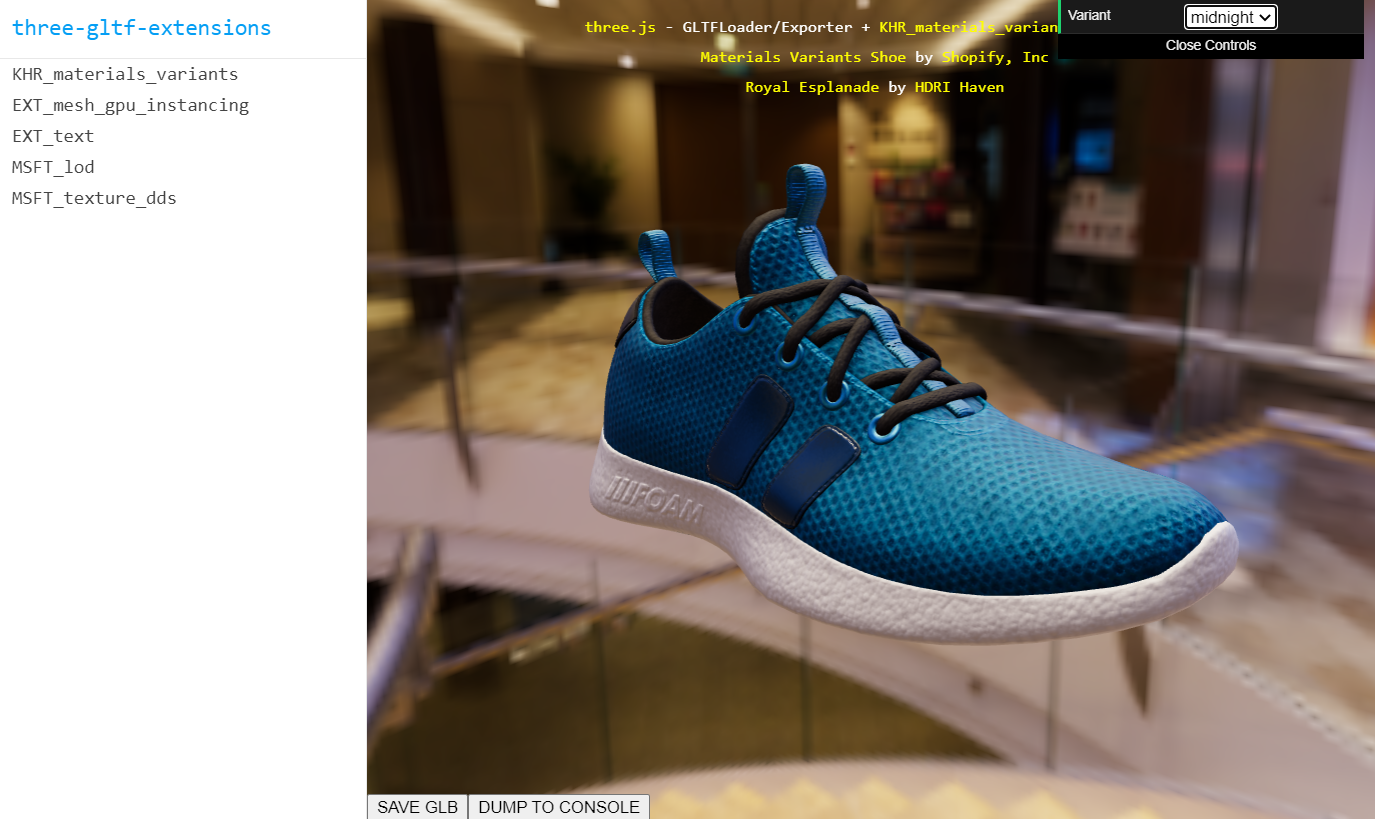 three-gltf-extensions
KHR_materials_variants
EXT_mesh_gpu_instancing
EXT_text
MSFT_lod
MSFT_texture_dds
three.js - GLTFLoader/Exporter + KHR_materials_varian
Materials Variants Shoe by Shopify, Inc
Royal Esplanade by HDRI Haven
Variant midnight
Close Controls
FOAM
SAVE GLB DUMP TO CONSOLE